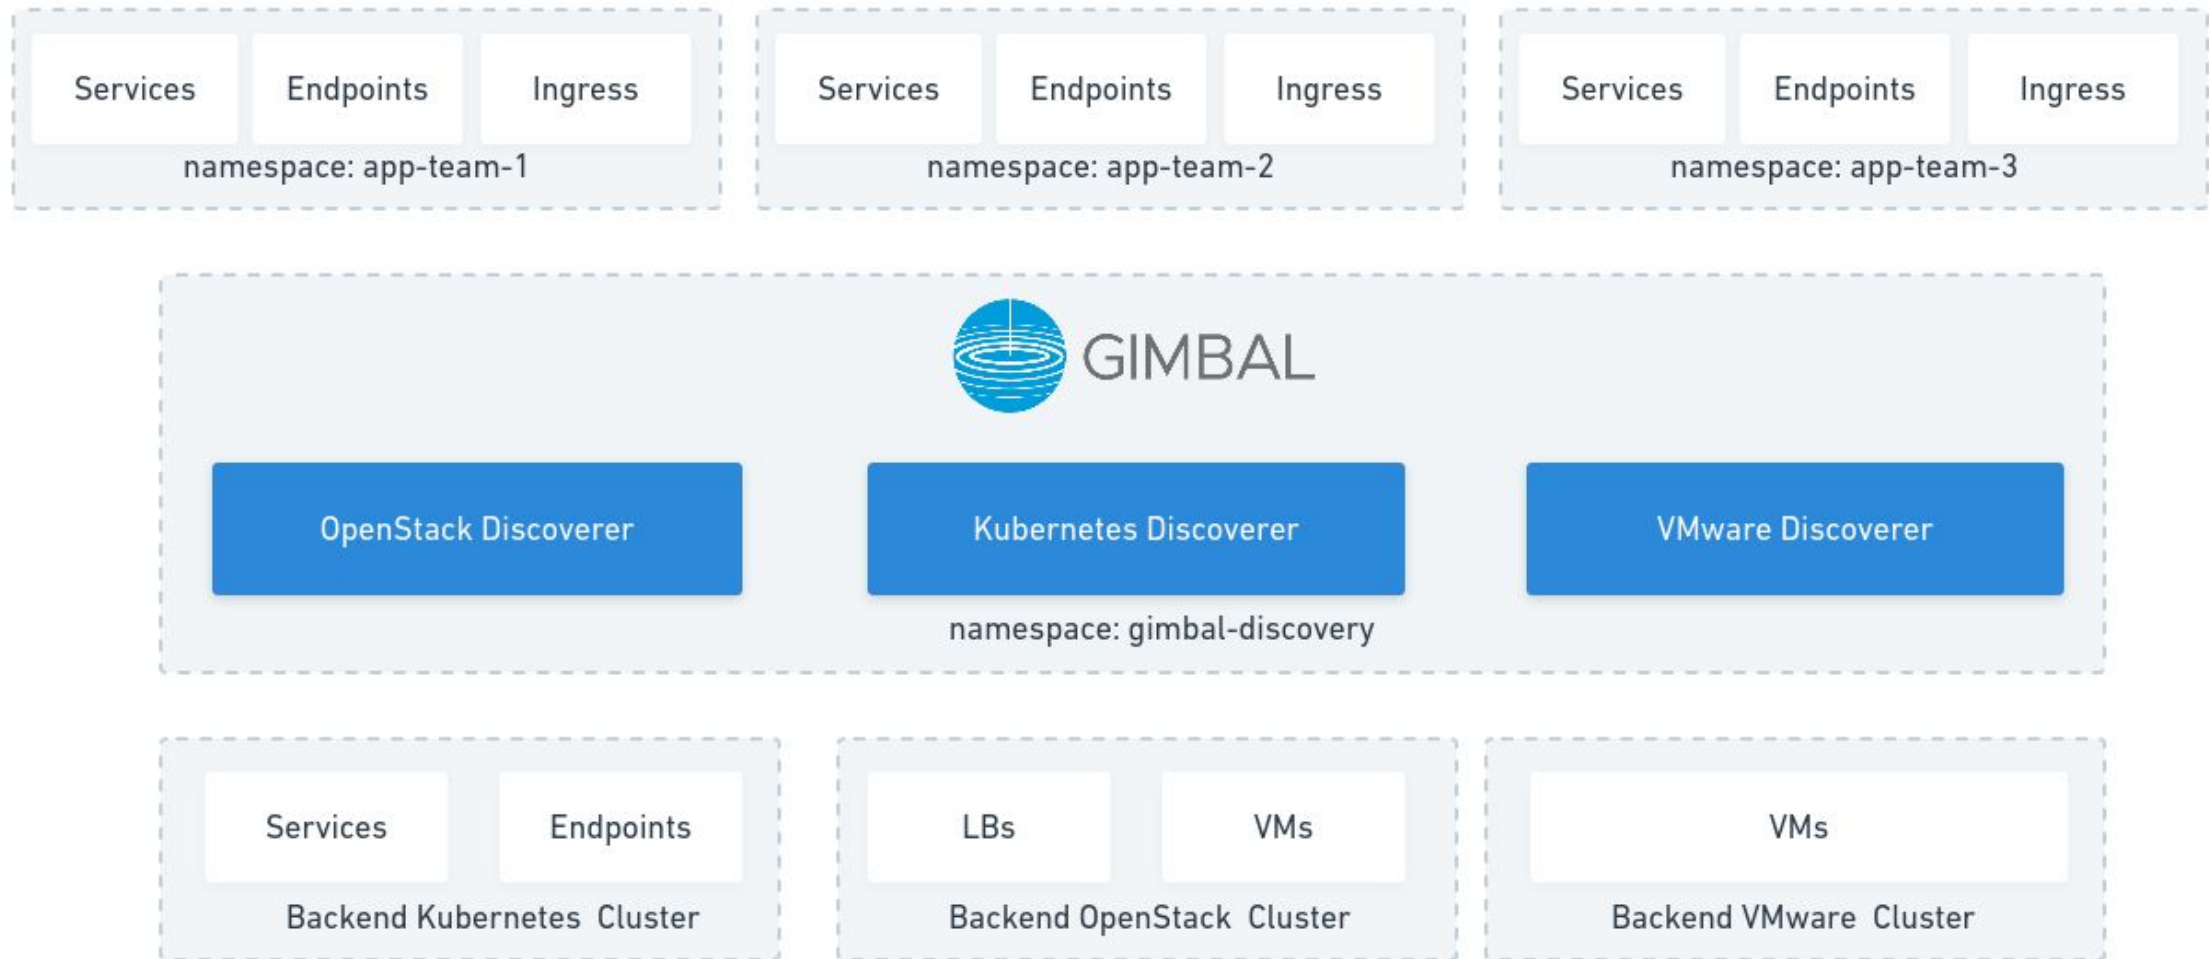 Services Endpoints Ingress
namespace: app-team-1
Services Endpoints Ingress
namespace: app-team-2
Services Endpoints Ingress
namespace: app-team-3
GIMBAL
OpenStack Discoverer
Kubernetes Discoverer
VMware Discoverer
namespace: gimbal-discovery
Services Endpoints
Backend Kubernetes Cluster
LBs VMs
Backend OpenStack Cluster
VMs
Backend VMware Cluster